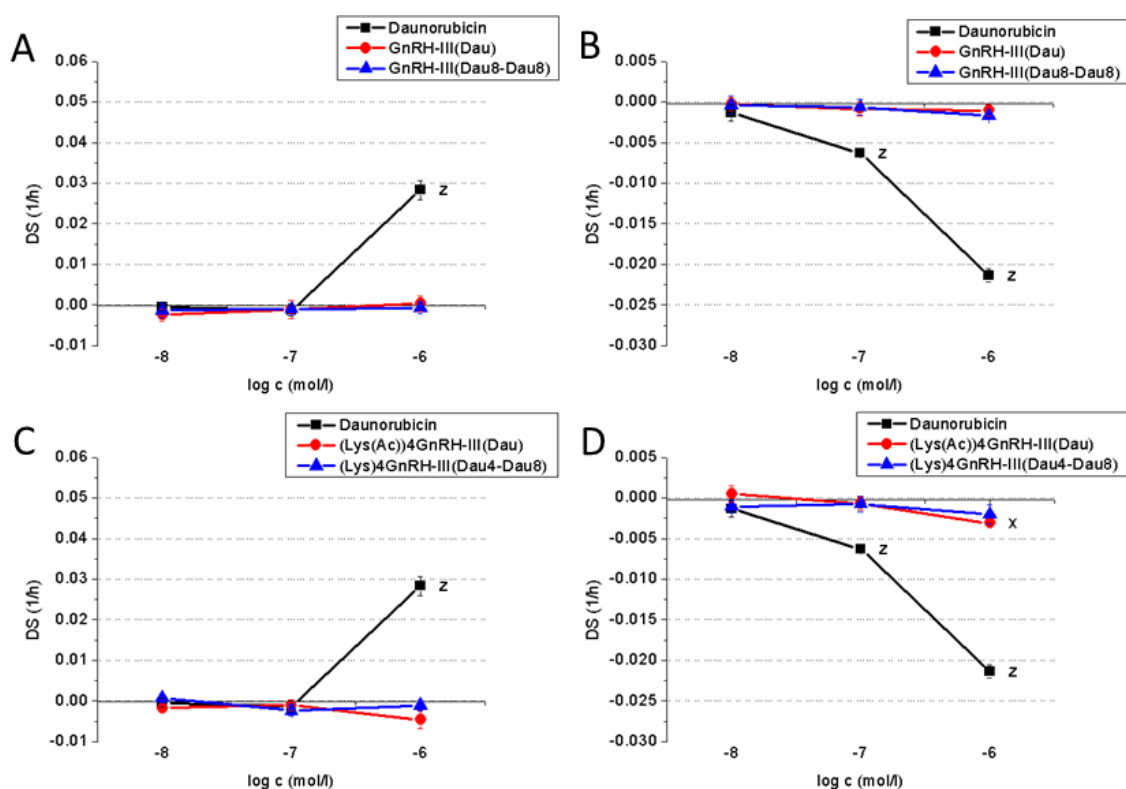 A
Daunorubicin
GnRH-III(Dau)
GnRH-III(Dau8-Dau8)
0.06
0.05
0.04
0.03
0.02
0.01
0.00
-0.01
DS (1/h)
z
-8
-7
-6
log c (mol/l)
B
Daunorubicin
GnRH-III(Dau)
GnRH-III(Dau8-Dau8)
0.005
0.000
-0.005
-0.010
-0.015
-0.020
-0.025
-0.030
DS (1/h)
z
z
-8
-7
-6
log c (mol/l)
C
Daunorubicin
(Lys(Ac))4GnRH-III(Dau)
(Lys)4GnRH-III(Dau4-Dau8)
0.06
0.05
0.04
0.03
0.02
0.01
0.00
-0.01
DS (1/h)
z
-8
-7
-6
log c (mol/l)
D
Daunorubicin
(Lys(Ac))4GnRH-III(Dau)
(Lys)4GnRH-III(Dau4-Dau8)
0.005
0.000
-0.005
-0.010
-0.015
-0.020
-0.025
-0.030
DS (1/h)
x
z
z
-8
-7
-6
log c (mol/l)